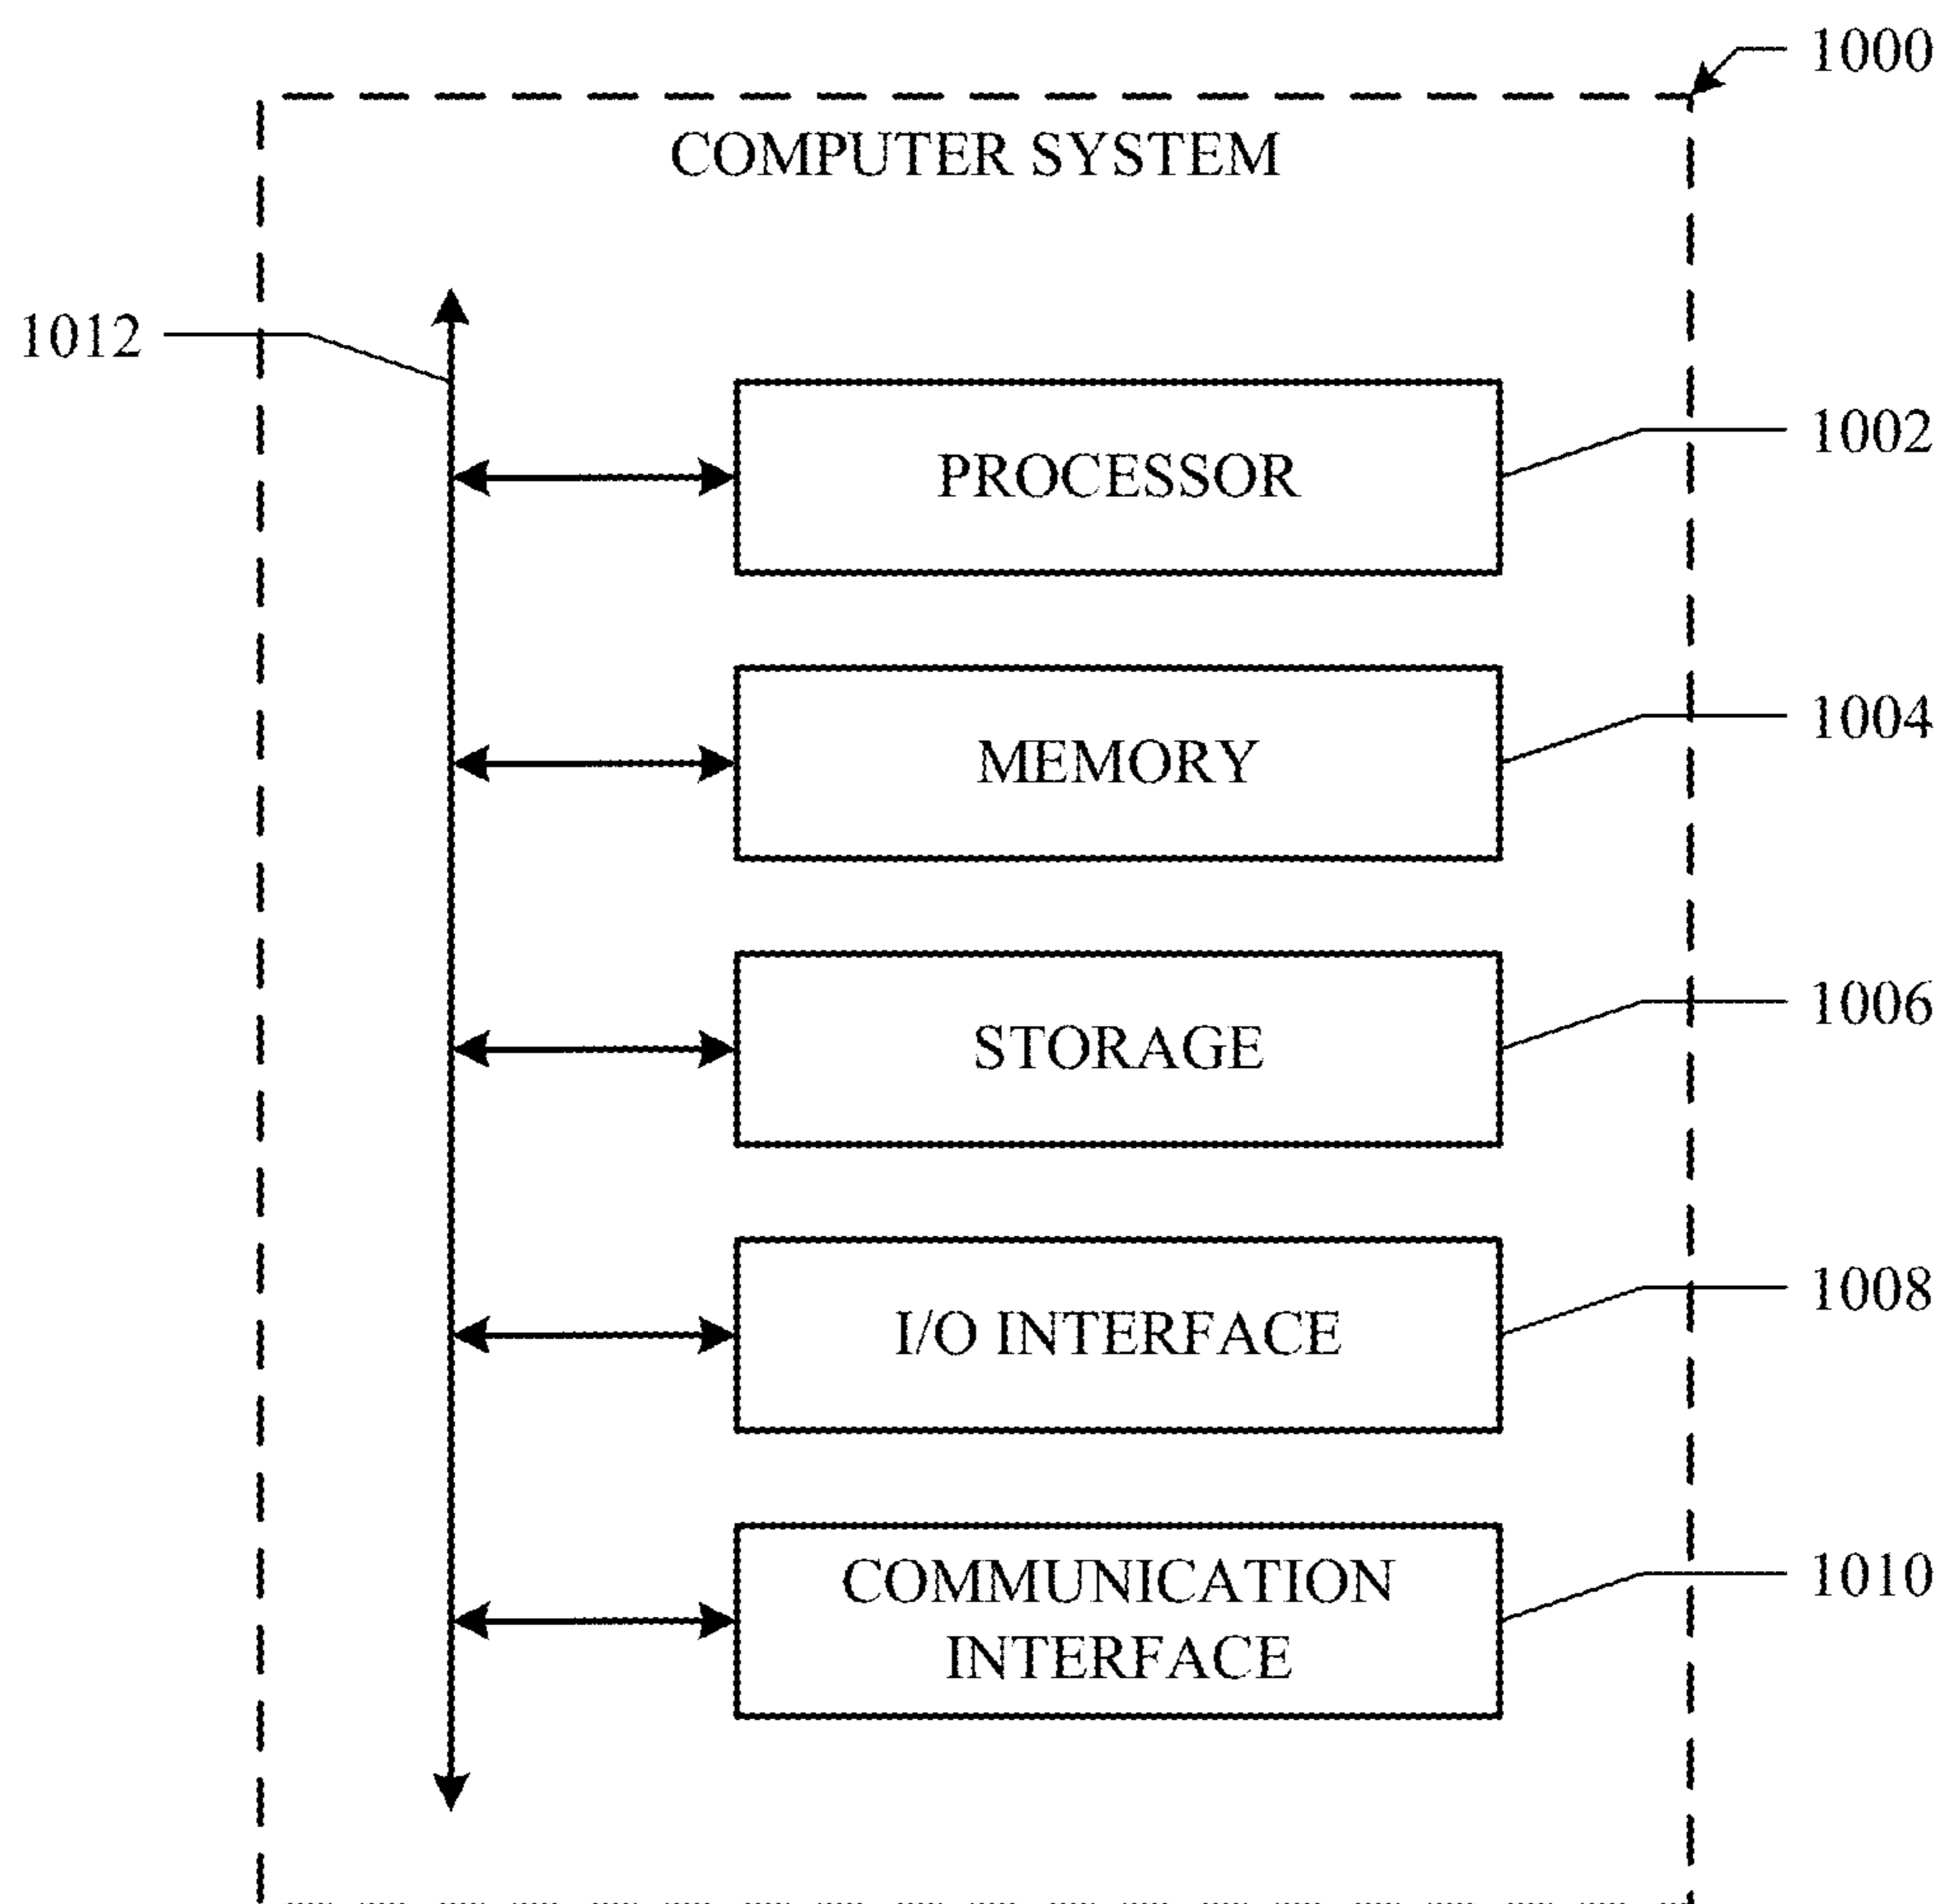 1000
COMPUTER SYSTEM
1012
1002
PROCESSOR
1004
MEMORY
1006
STORAGE
1008
I/O INTERFACE
1010
COMMUNICATION
INTERFACE